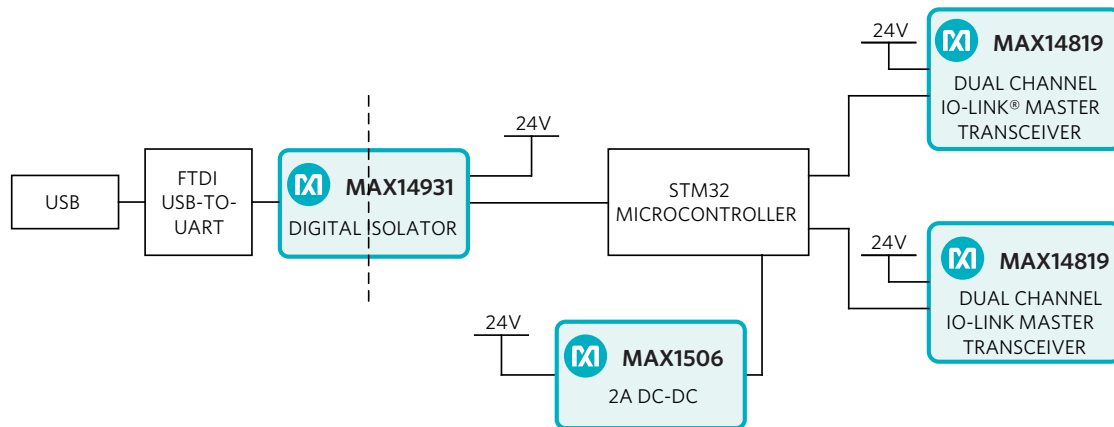 USB
FTDI
USB-TO-
UART
MAX14931
DIGITAL ISOLATOR
24V
STM32
MICROCONTROLLER
24V
MAX1506
2A DC-DC
24V
MAX14819
DUAL CHANNEL
IO-LINK® MASTER
TRANSCEIVER
24V
MAX14819
DUAL CHANNEL
IO-LINK MASTER
TRANSCEIVER